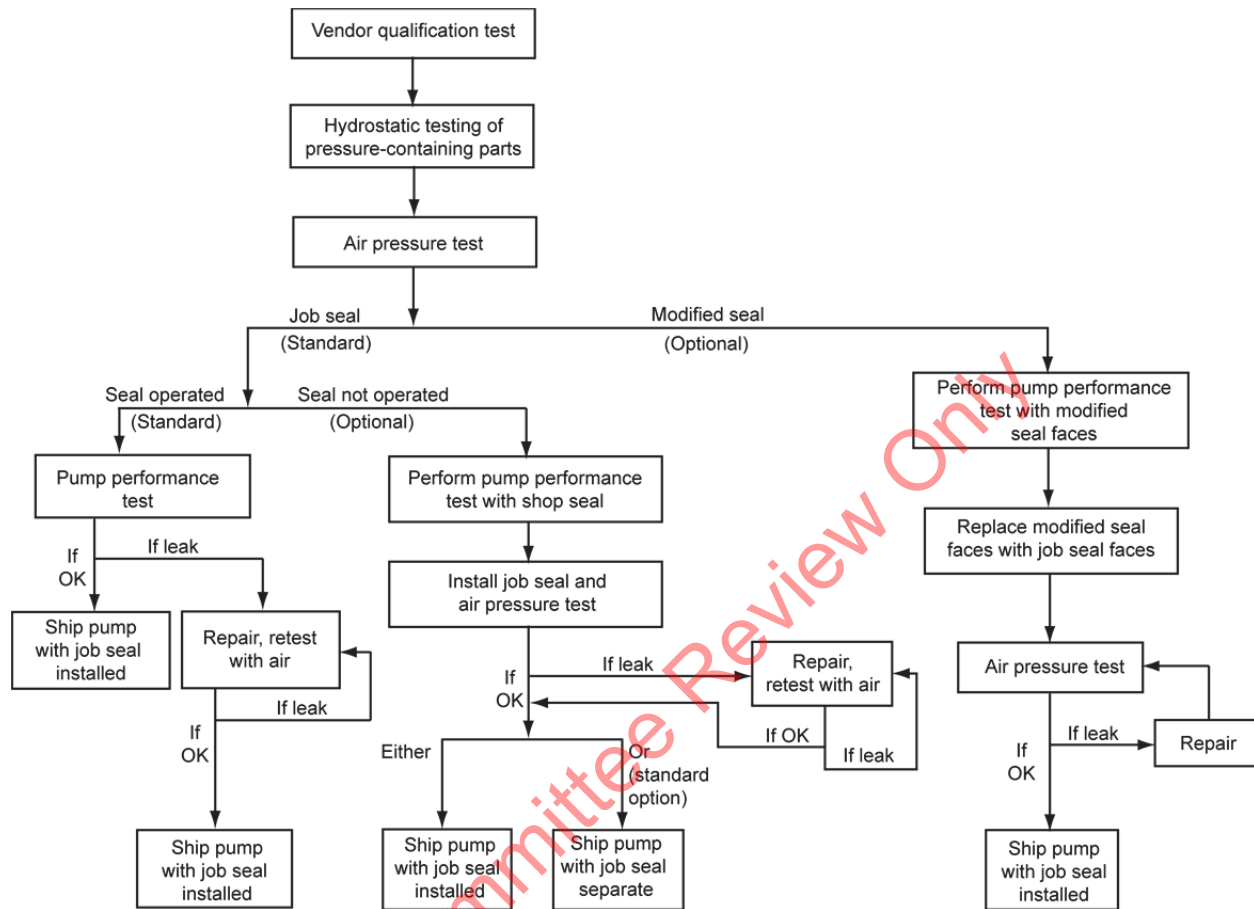 Vendor qualification test
Hydrostatic testing of
pressure-containing parts
Air pressure test
Job seal
(Standard)
Modified seal
(Optional)
Seal operated
(Standard)
Seal not operated
(Optional)
Perform pump performance
test with modified
seal faces
Pump performance
test
Perform pump performance
test with shop seal
Replace modified seal
faces with job seal faces
If
OK
If leak
Install job seal and
air pressure test
Ship pump
with job seal
installed
Repair, retest
with air
If leak
If
OK
If
OK
If leak
Repair,
retest with air
If OK
If leak
Air pressure test
If
OK
If leak
Repair
Either
Or
(standard
option)
Ship pump
with job seal
installed
Ship pump
with job seal
installed
Ship pump
with job seal
separate
Ship pump
with job seal
installed
Review Only